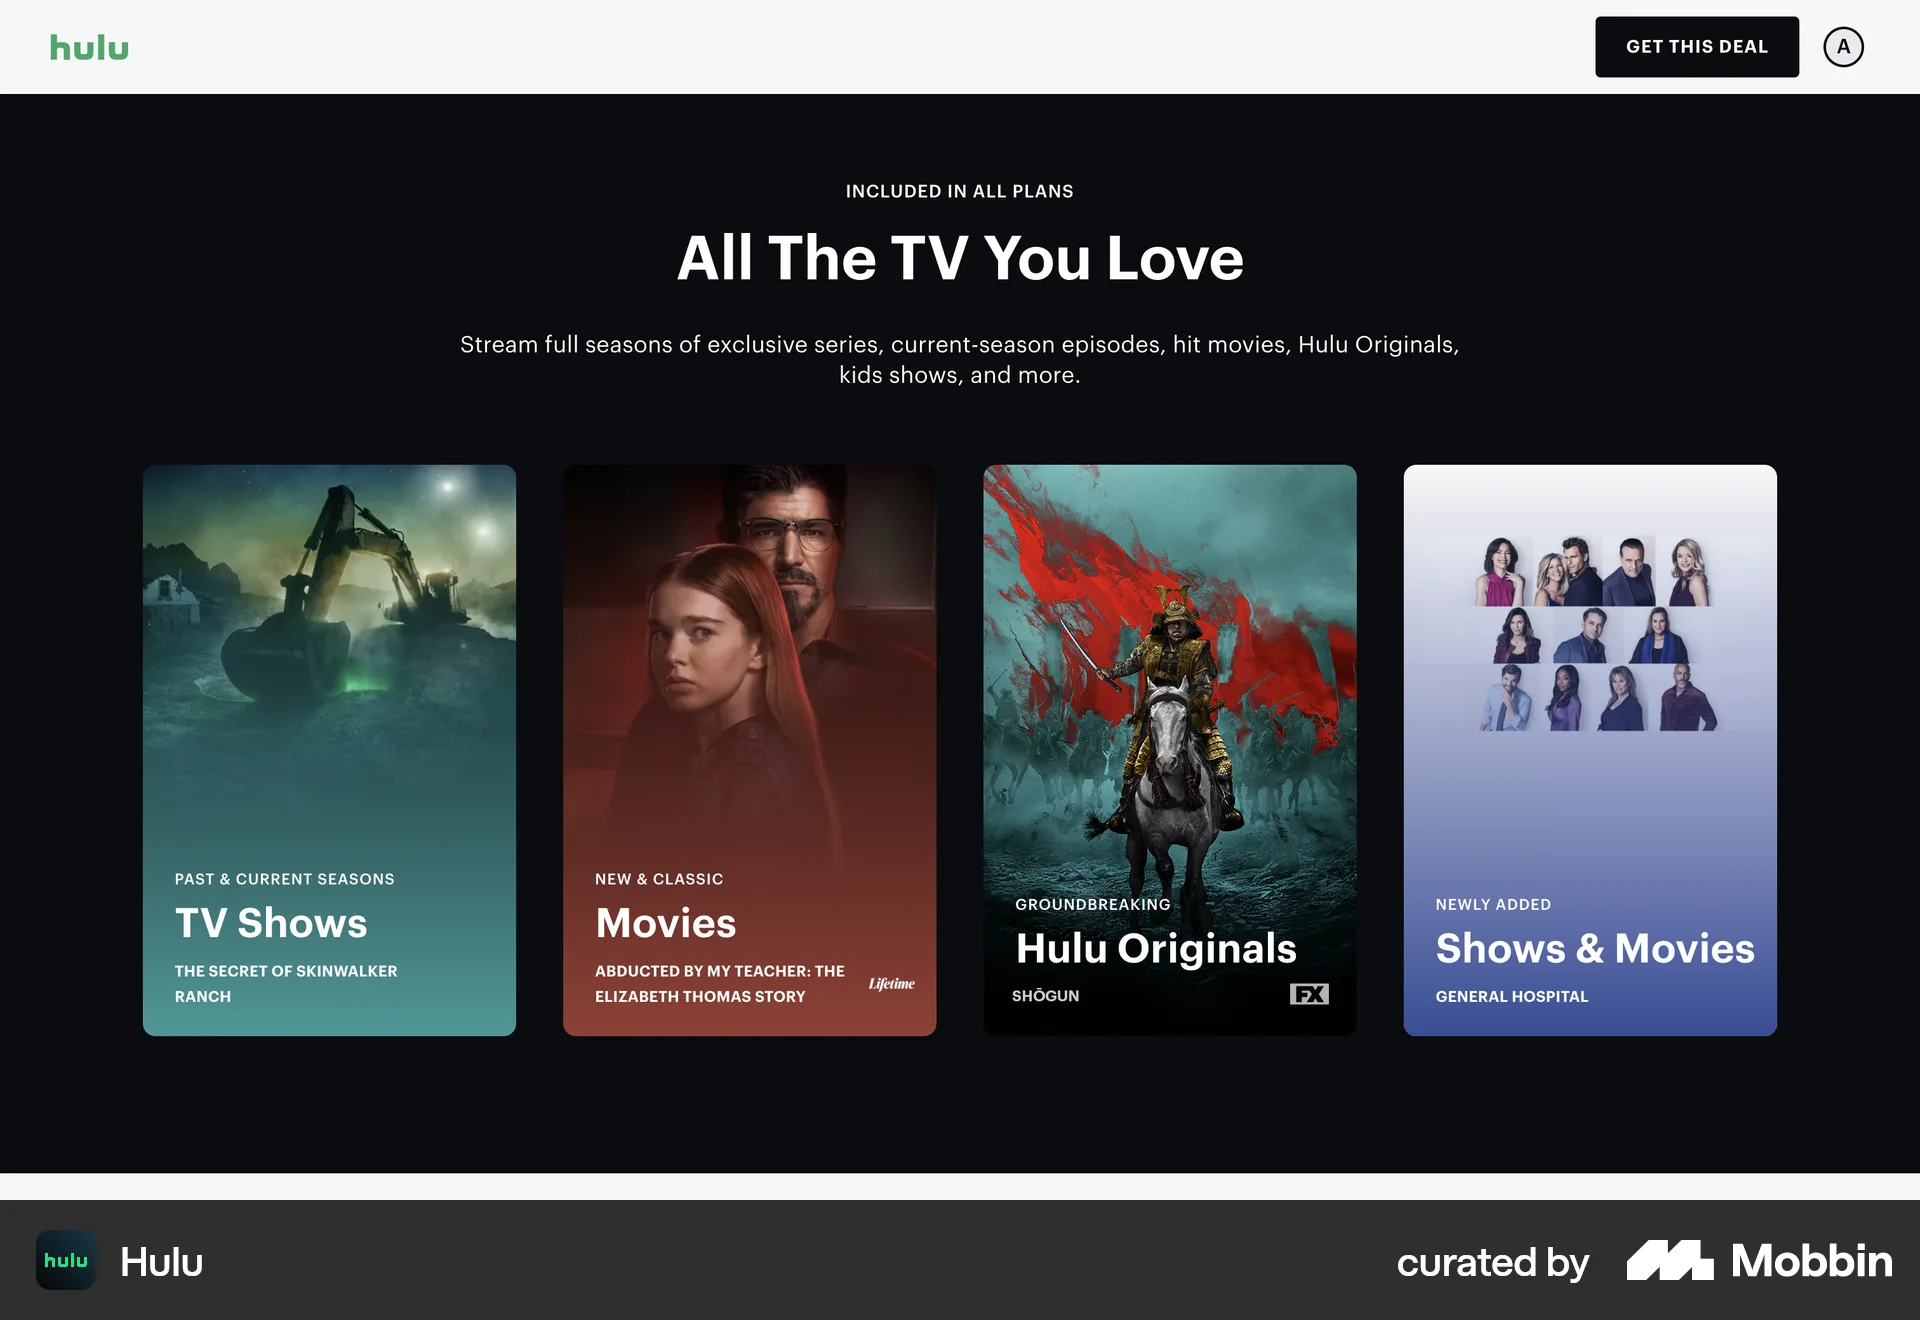 hulu
GET THIS DEAL
A
INCLUDED IN ALL PLANS
All The TV You Love
Stream full seasons of exclusive series, current-season episodes, hit movies, Hulu Originals,
kids shows, and more.
PAST & CURRENT SEASONS
TV Shows
THE SECRET OF SKINWALKER
RANCH
NEW & CLASSIC
Movies
ABDUCTED BY MY TEACHER: THE
ELIZABETH THOMAS STORY
Lifetime
GROUNDBREAKING
Hulu Originals
SHŌGUN
FX
NEWLY ADDED
Shows & Movies
GENERAL HOSPITAL
hulu
Hulu
curated by
Mobbin